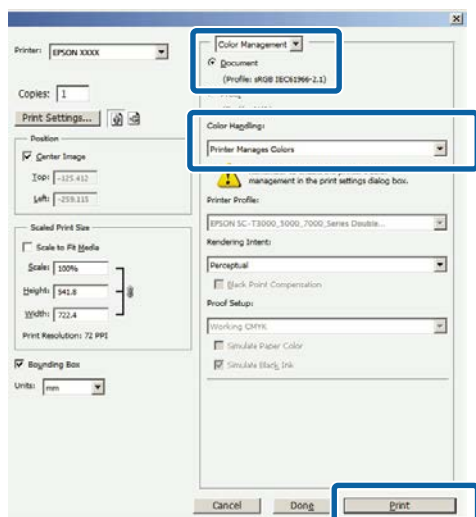 Printer: EPSON XXXX
Copies: 1
Print Settings...
Position
Center Image
Top: -125.412
Left: -259.115
Scaled Print Size
Scale to Fit Media
Scale: 100%
Height: 541.8
Width: 722.4
Print Resolution: 72 PPI
Bounding Box
Units: mm
Color Management
Document
(Profile: sRGB IEC61966-2.1)
Color Handling:
Printer Manages Colors
management in the print settings dialog box.
Printer Profile:
EPSON SC-T3000_5000_7000_Series Double...
Rendering Intent:
Perceptual
Black Point Compensation
Proof Setup:
Working CMYK
Simulate Paper Color
Simulate Black Ink
Cancel
Done
Print